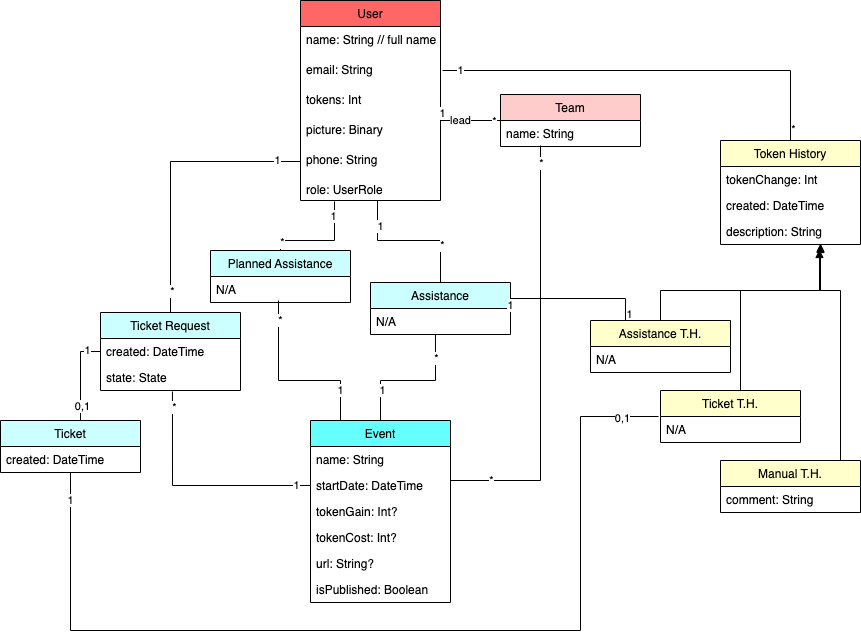 User
name: String // full name
email: String
tokens: Int
picture: Binary
phone: String
role: UserRole
1
*
1
lead
*
Team
name: String
*
*
Token History
tokenChange: Int
created: DateTime
description: String
1
*
1
*
Planned Assistance
N/A
*
1
1
*
Assistance
N/A
*
1
1
1
Assistance T.H.
N/A
Ticket Request
created: DateTime
state: State
*
1
1
0,1
Ticket
created: DateTime
1
0,1
Ticket T.H.
N/A
Manual T.H.
comment: String
Event
name: String
startDate: DateTime
tokenGain: Int?
tokenCost: Int?
url: String?
isPublished: Boolean